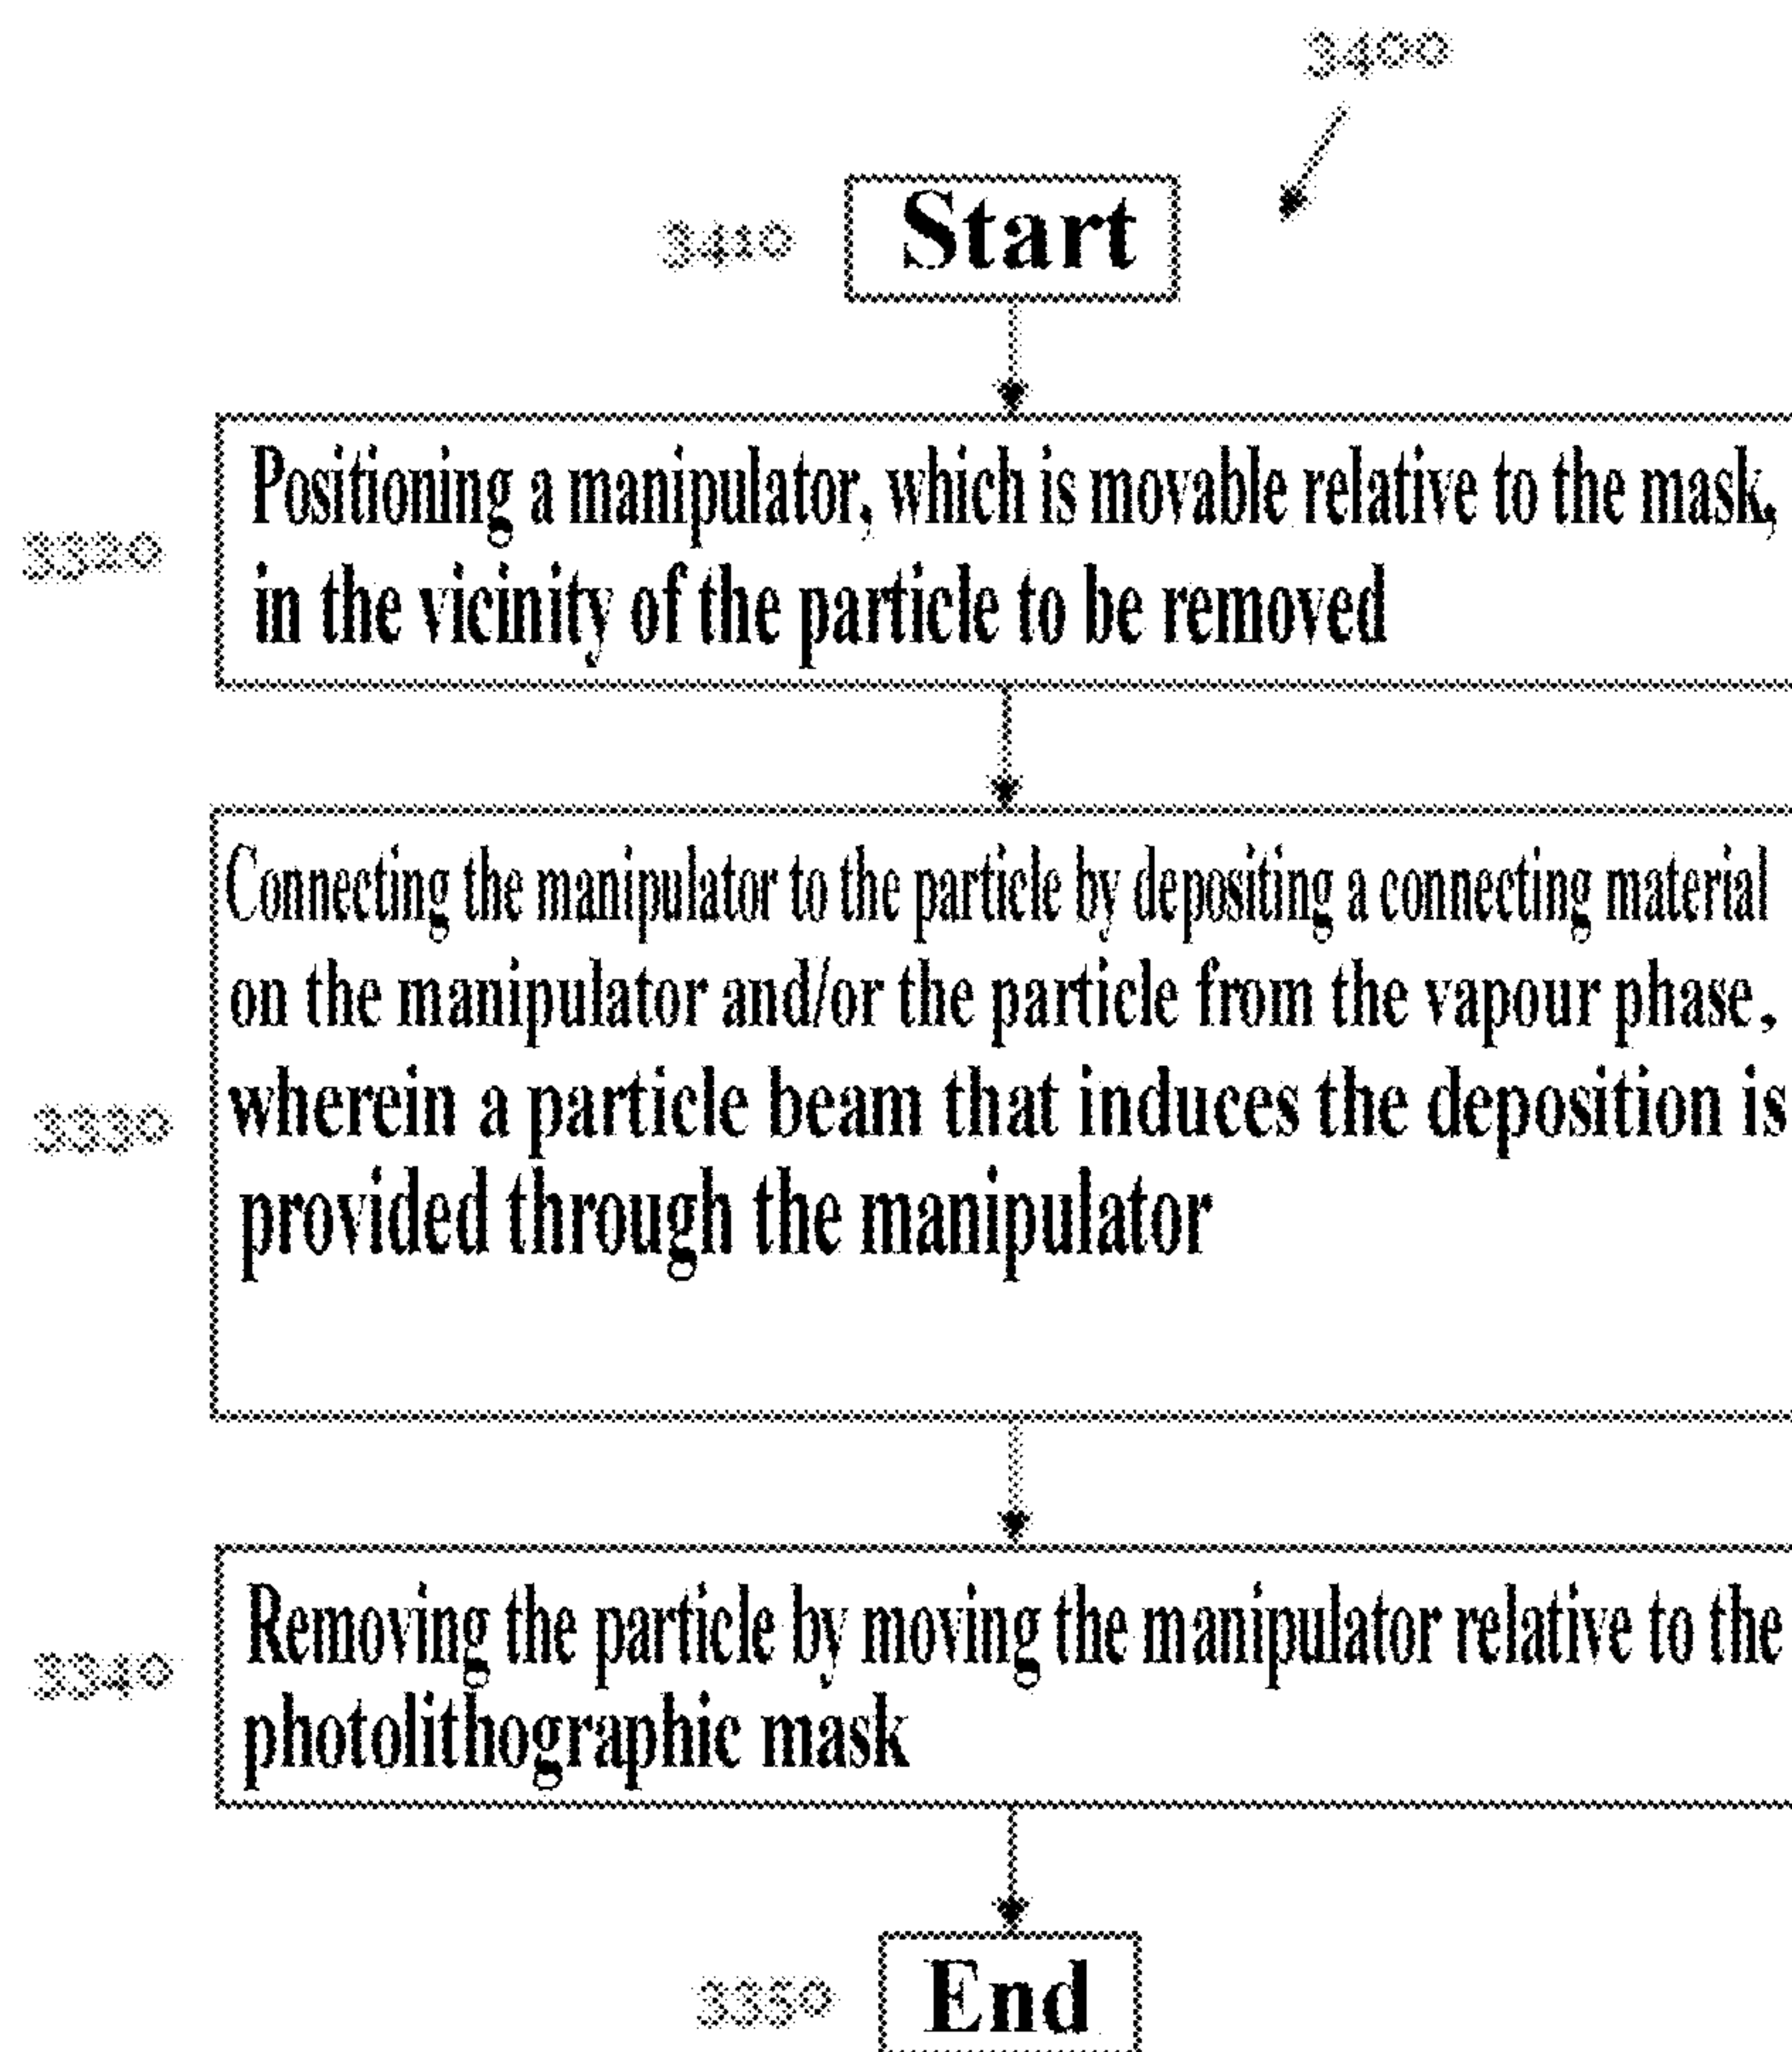 3400
3410
Start
3320
Positioning a manipulator, which is movable relative to the mask,
in the vicinity of the particle to be removed
3330
Connecting the manipulator to the particle by depositing a connecting material
on the manipulator and/or the particle from the vapour phase,
wherein a particle beam that induces the deposition is
provided through the manipulator
3340
Removing the particle by moving the manipulator relative to the
photolithographic mask
3350
End